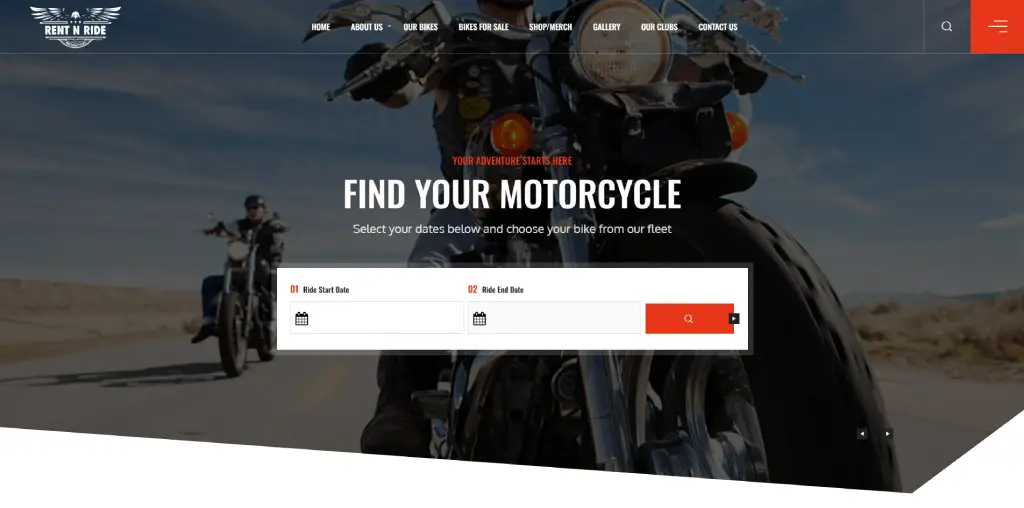 RENT N RIDE
HOME
ABOUT US
OUR BIKES
BIKES FOR SALE
SHOP/MERCH
GALLERY
OUR CLUBS
CONTACT US
YOUR ADVENTURE STARTS HERE
FIND YOUR MOTORCYCLE
Select your dates below and choose your bike from our fleet
01 Ride Start Date
02 Ride End Date